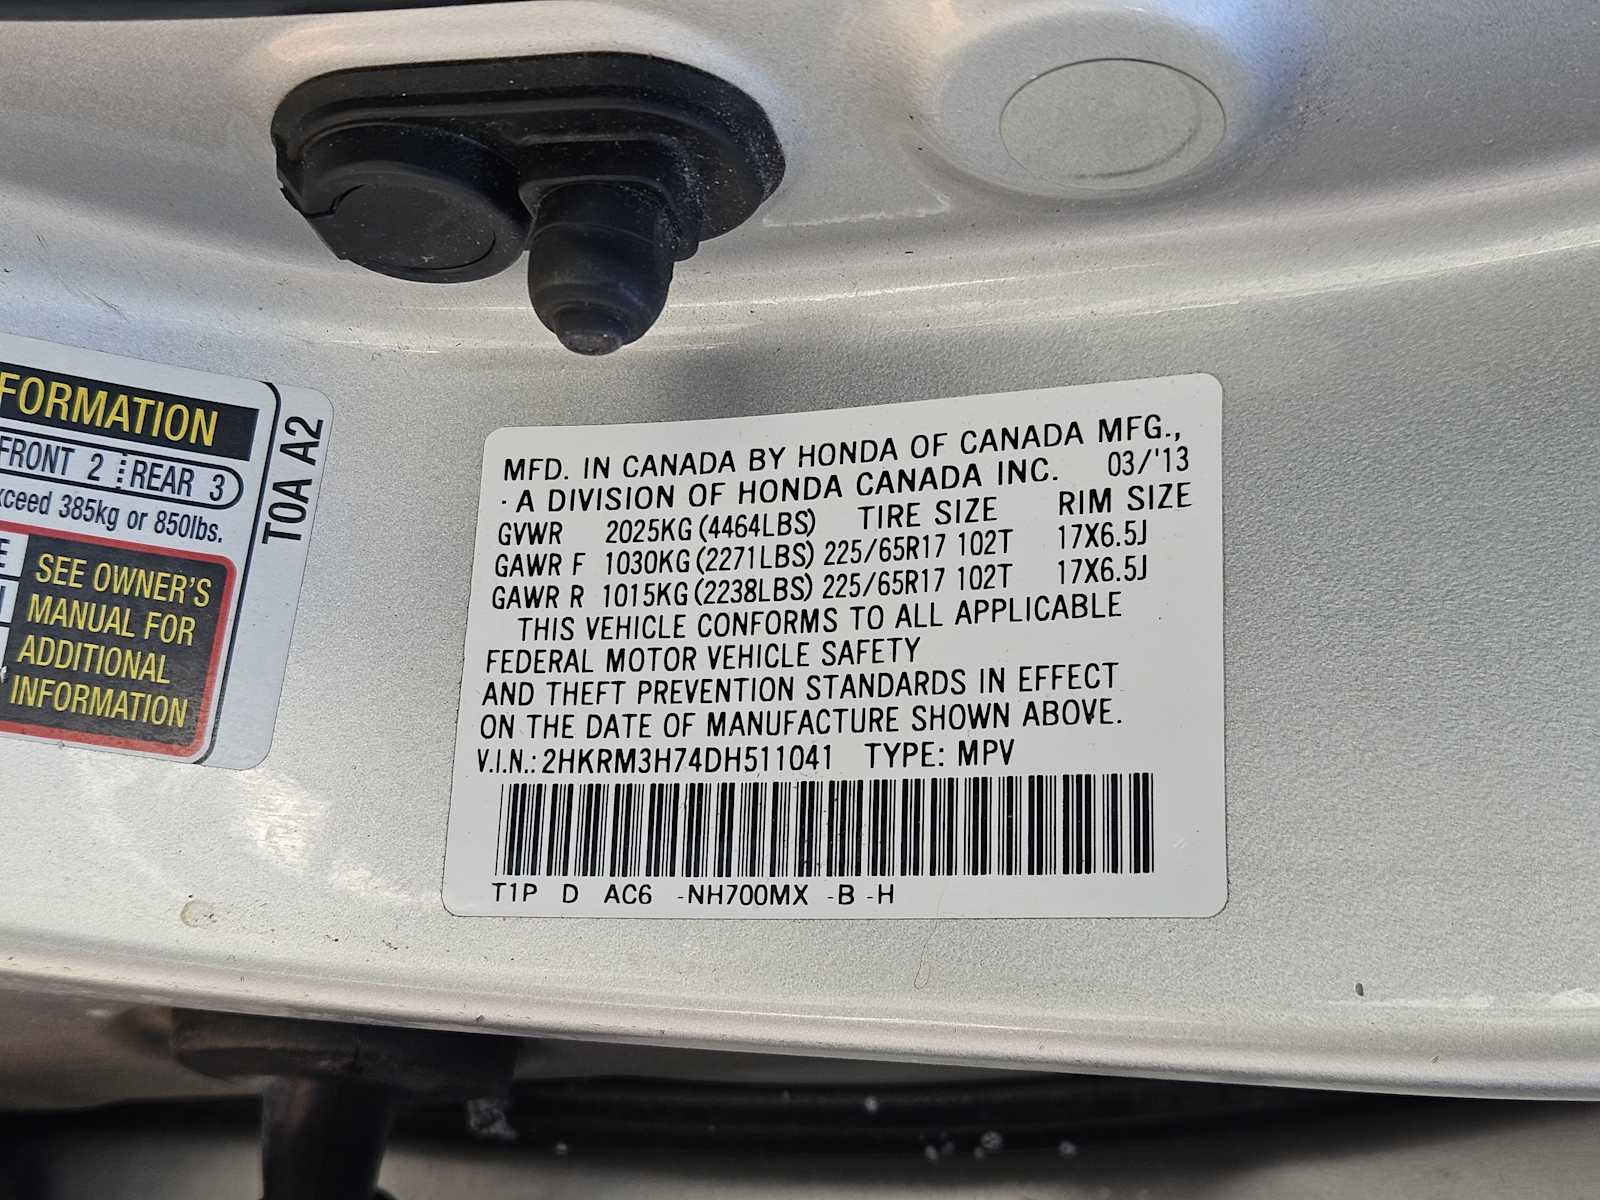 FORMATION
FRONT 2 REAR 3
xceed 385kg or 850lbs.
SEE OWNER'S
MANUAL FOR
ADDITIONAL
INFORMATION
T0A A2
MFD. IN CANADA BY HONDA OF CANADA MFG.,
· A DIVISION OF HONDA CANADA INC. 03/'13
GVWR 2025KG (4464LBS) TIRE SIZE RIM SIZE
GAWR F 1030KG (2271LBS) 225/65R17 102T 17X6.5J
GAWR R 1015KG (2238LBS) 225/65R17 102T 17X6.5J
THIS VEHICLE CONFORMS TO ALL APPLICABLE
FEDERAL MOTOR VEHICLE SAFETY
AND THEFT PREVENTION STANDARDS IN EFFECT
ON THE DATE OF MANUFACTURE SHOWN ABOVE.
V.I.N.: 2HKRM3H74DH511041 TYPE: MPV
T1P D AC6 -NH700MX -B -H